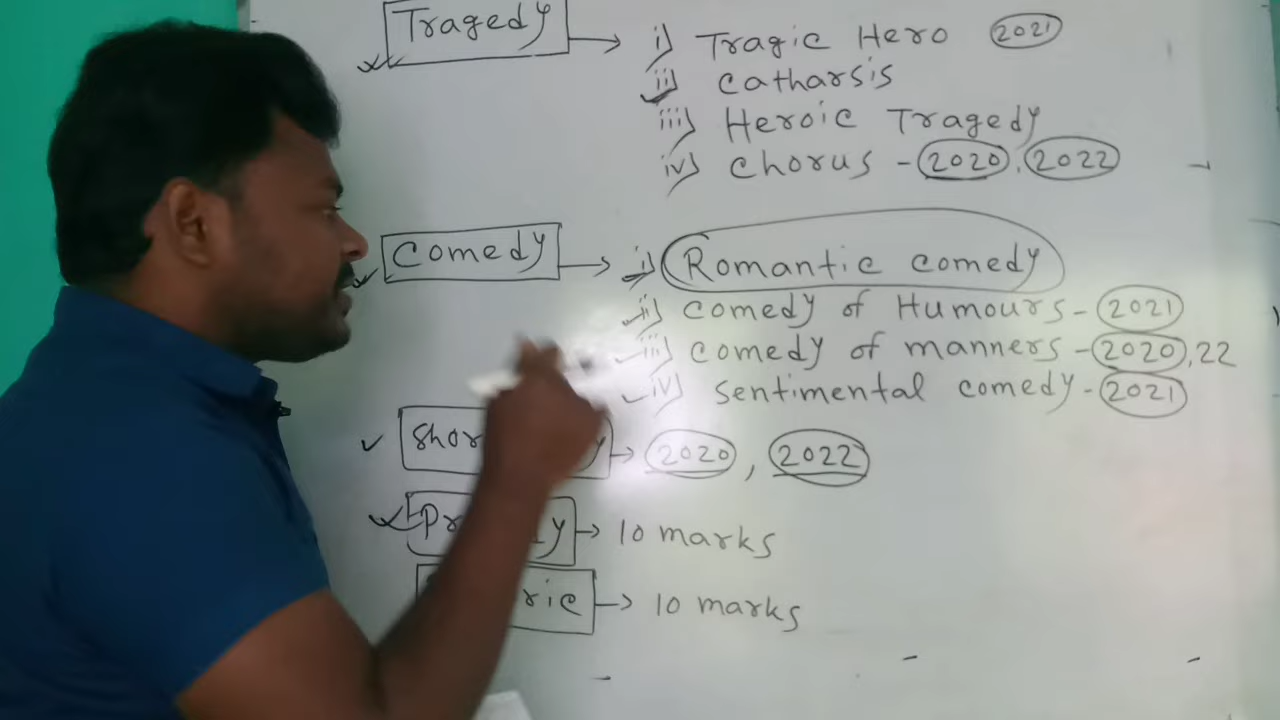 Tragedy → i) Tragic Hero 2021
ii) catharsis
iii) Heroic Tragedy
iv) chorus - 2020, 2022
Comedy → i) Romantic comedy
ii) comedy of Humours - 2021
iii) comedy of manners - 2020, 22
iv) sentimental comedy - 2021
→ 2020, 2022
→ 10 marks
→ 10 marks